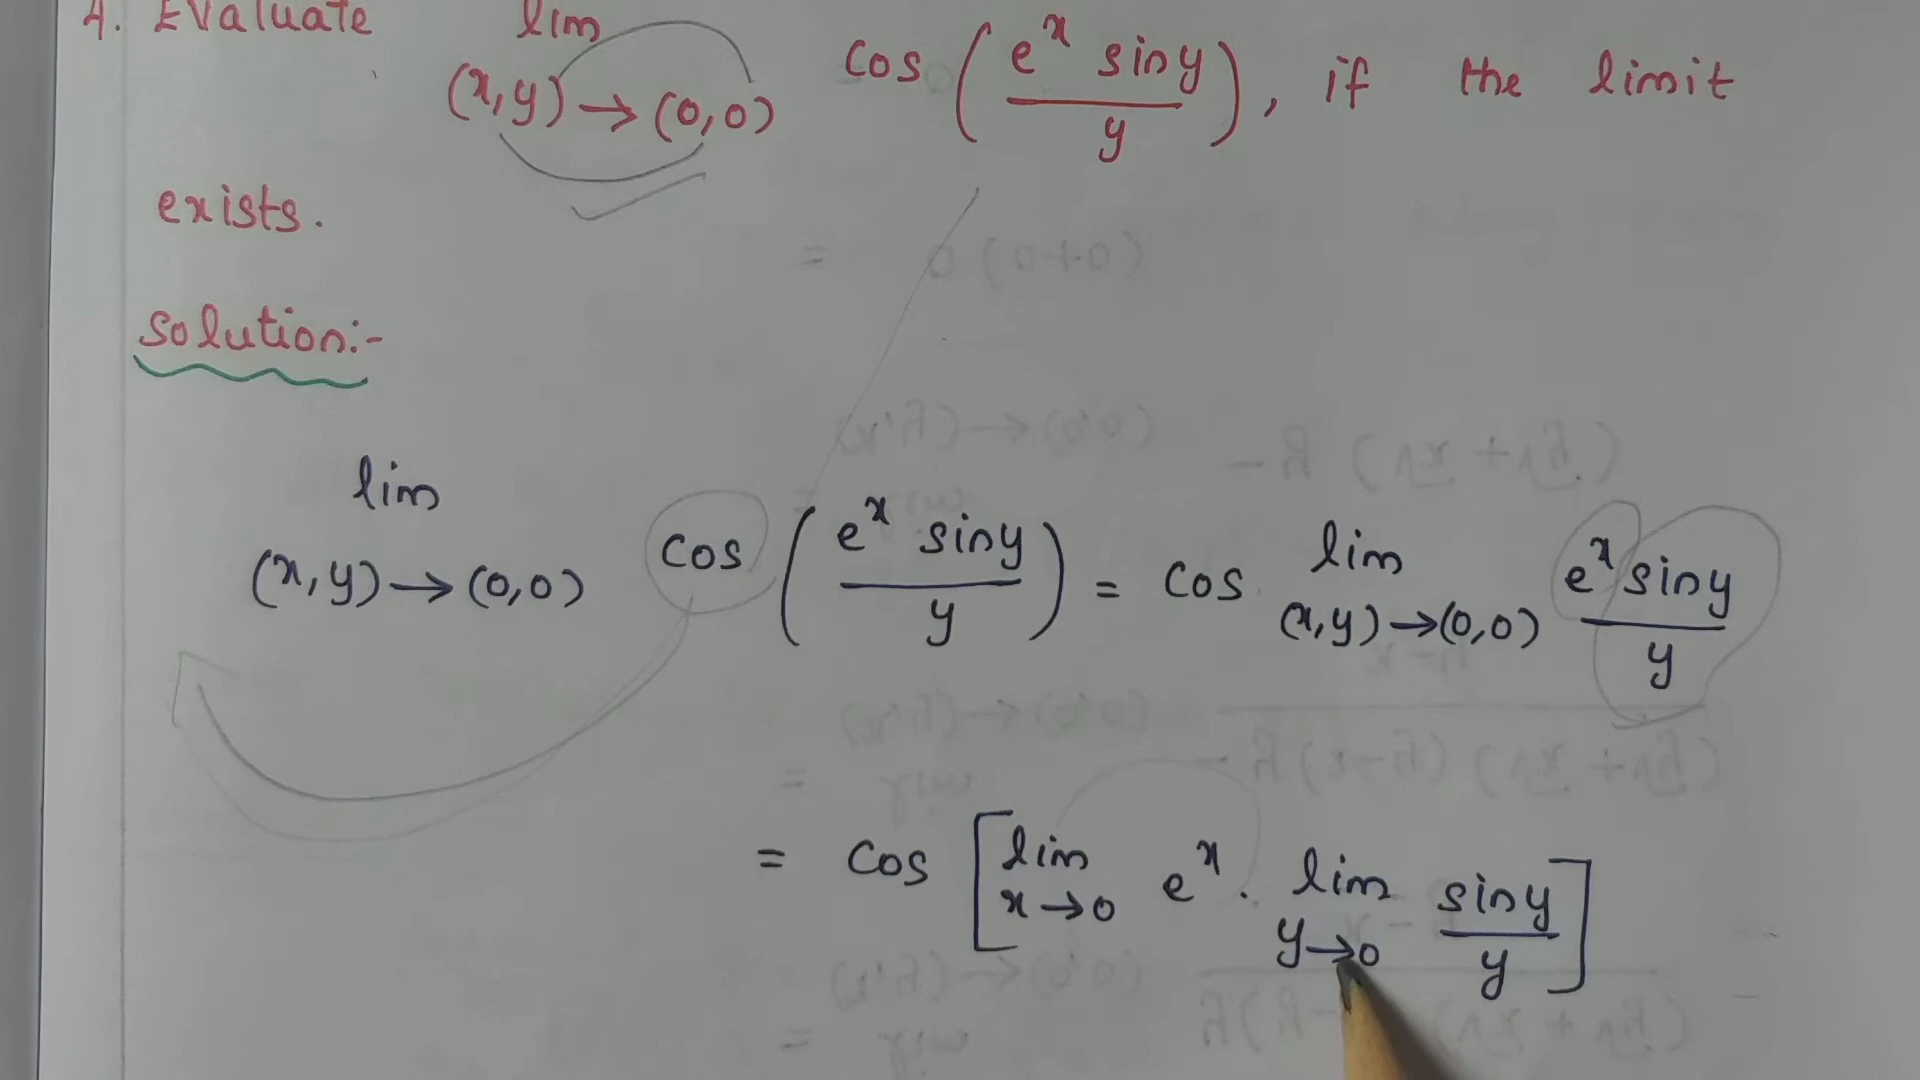 4. Evaluate lim (x,y)→(0,0) cos (e^x siny / y), if the limit
exists.
Solution:-
lim (x,y)→(0,0) cos (e^x siny / y) = cos lim (x,y)→(0,0) e^x siny / y
= cos [lim x→0 e^x . lim y→0 siny / y]